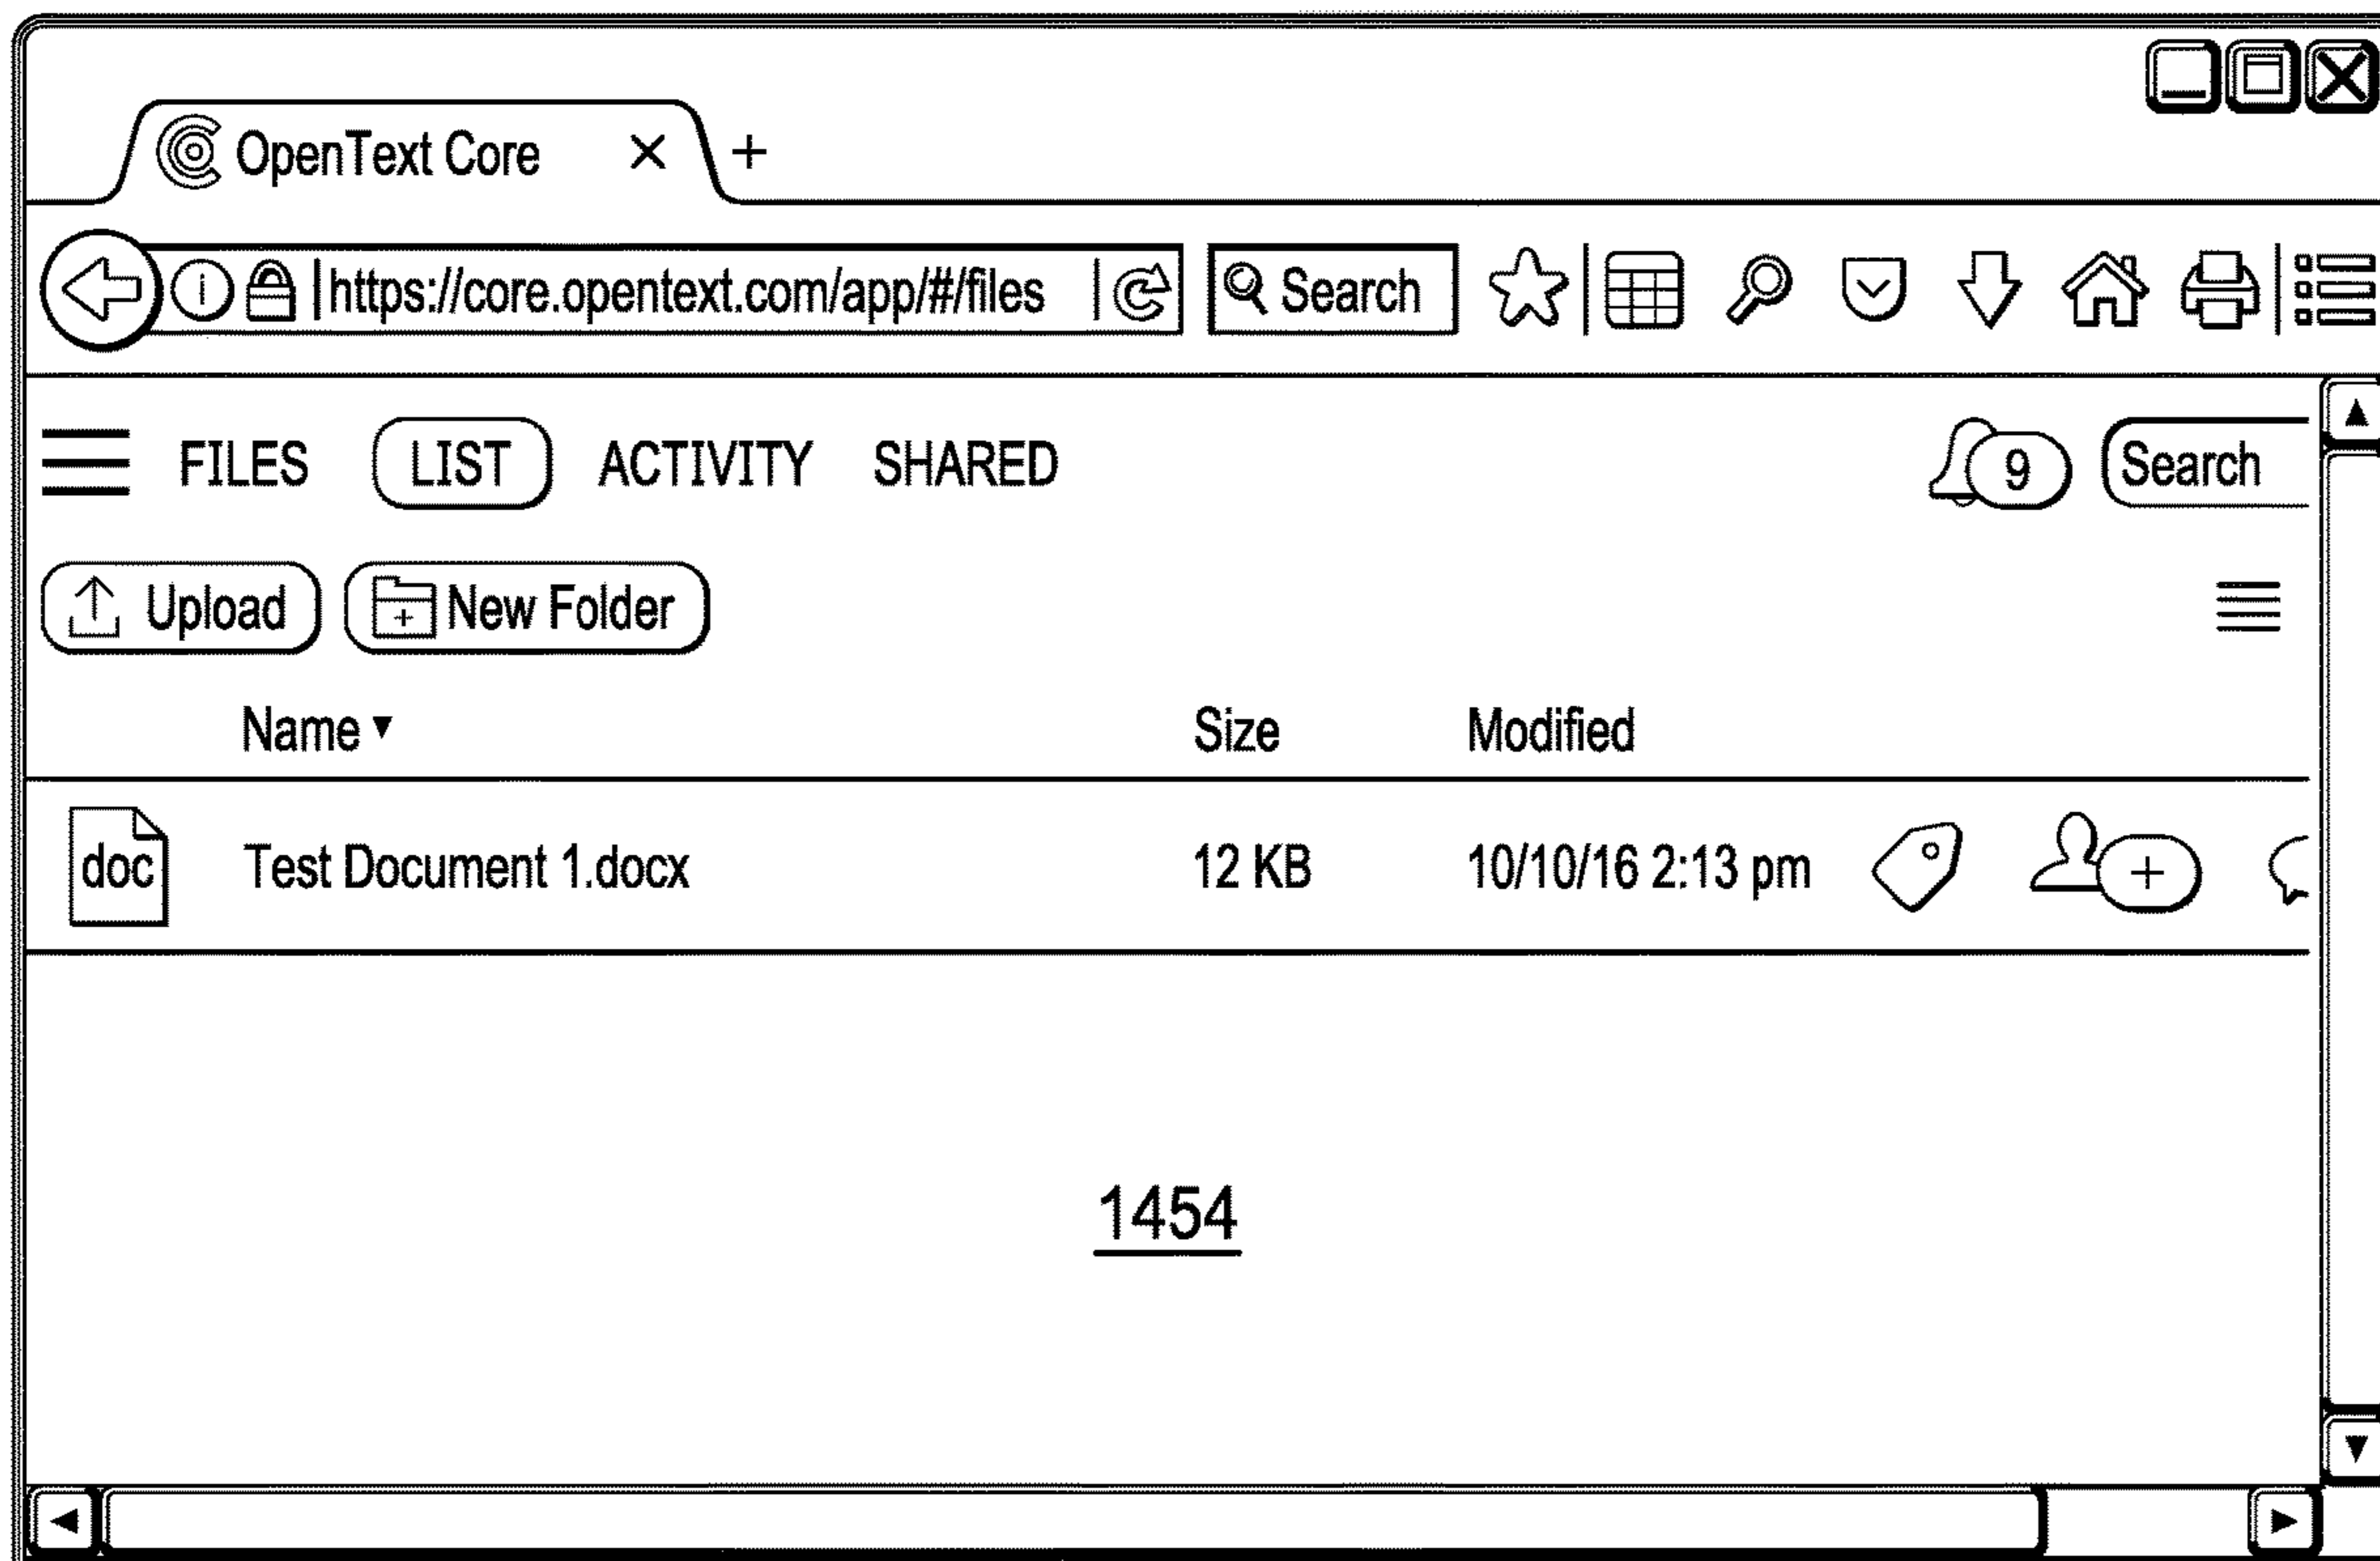 OpenText Core
https://core.opentext.com/app/#/files Search
FILES LIST ACTIVITY SHARED 9 Search
Upload New Folder
Name Size Modified
doc Test Document 1.docx 12 KB 10/10/16 2:13 pm
1454